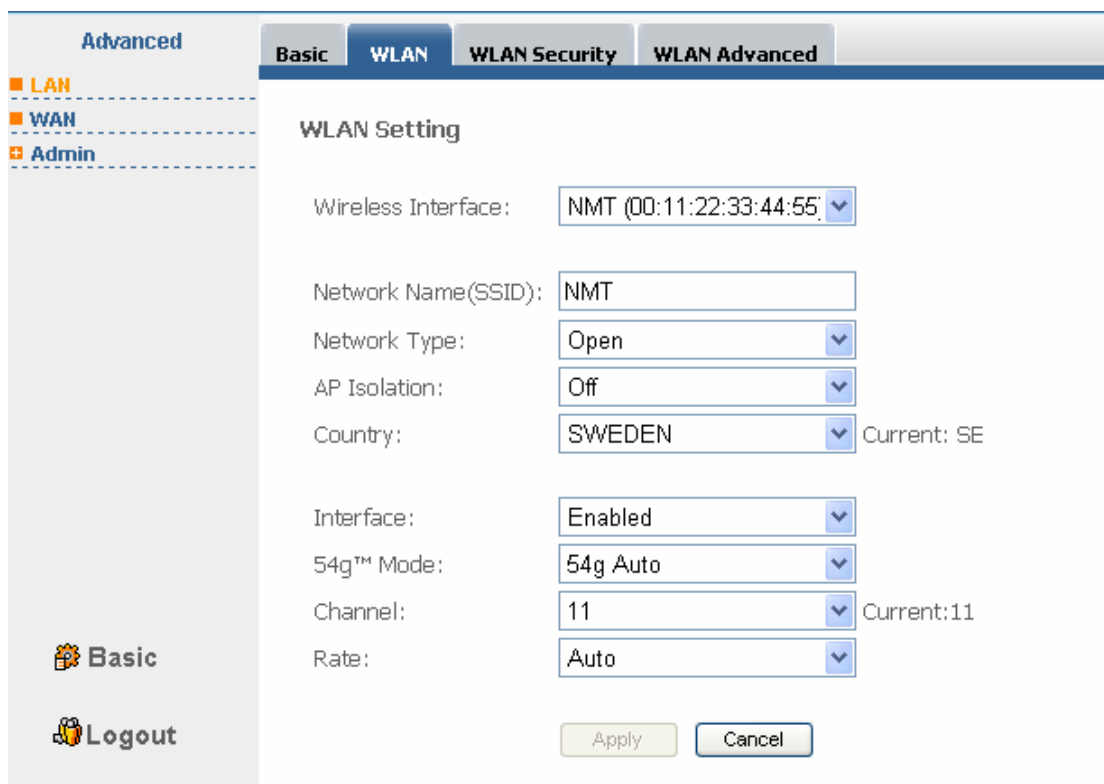 Advanced
LAN
WAN
Admin
Basic
Logout
Basic WLAN WLAN Security WLAN Advanced
WLAN Setting
Wireless Interface: NMT (00:11:22:33:44:55)
Network Name(SSID): NMT
Network Type: Open
AP Isolation: Off
Country: SWEDEN Current: SE
Interface: Enabled
54g™ Mode: 54g Auto
Channel: 11 Current:11
Rate: Auto
Apply Cancel